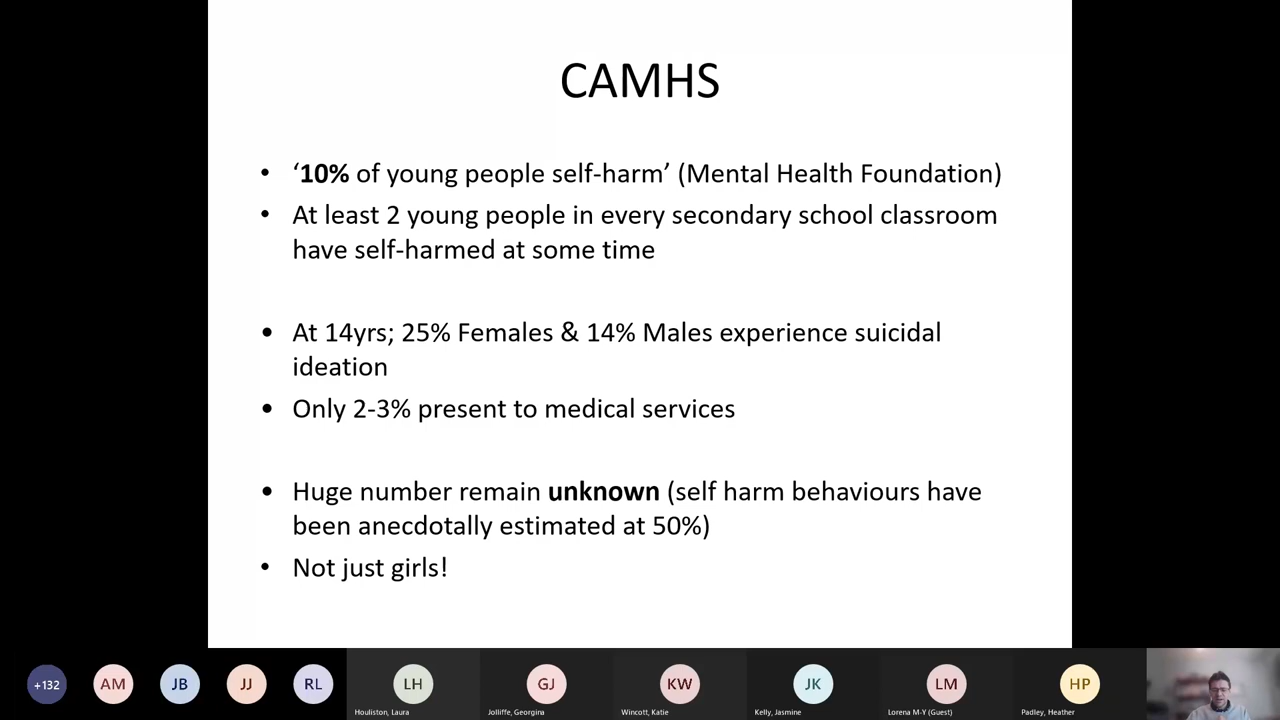 CAMHS
• ‘10% of young people self-harm’ (Mental Health Foundation)
• At least 2 young people in every secondary school classroom
have self-harmed at some time
• At 14yrs; 25% Females & 14% Males experience suicidal
ideation
• Only 2-3% present to medical services
• Huge number remain unknown (self harm behaviours have
been anecdotally estimated at 50%)
• Not just girls!
+132
AM
JB
JJ
RL
LH
Houliston, Laura
GJ
Jolliffe, Georgina
KW
Wincott, Katie
JK
Kelly, Jasmine
LM
Lorena M-Y (Guest)
HP
Padley, Heather